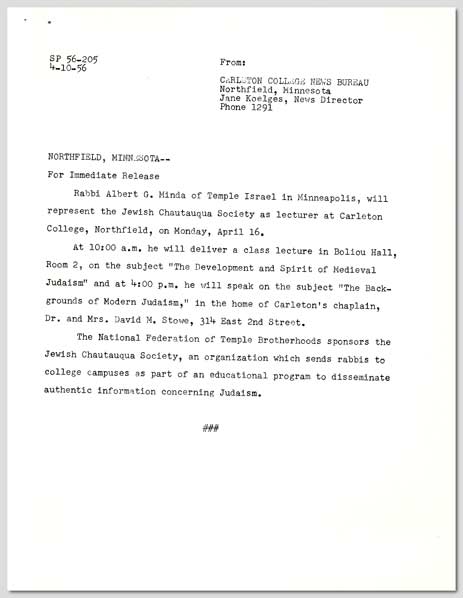 SP 56-205
4-10-56
From:
CARLETON COLLEGE NEWS BUREAU
Northfield, Minnesota
Jane Koelges, News Director
Phone 1291
NORTHFIELD, MINNESOTA--
For Immediate Release
Rabbi Albert G. Minda of Temple Israel in Minneapolis, will
represent the Jewish Chautauqua Society as lecturer at Carleton
College, Northfield, on Monday, April 16.
At 10:00 a.m. he will deliver a class lecture in Boliou Hall,
Room 2, on the subject "The Development and Spirit of Medieval
Judaism" and at 4:00 p.m. he will speak on the subject "The Back-
grounds of Modern Judaism," in the home of Carleton's chaplain,
Dr. and Mrs. David M. Stowe, 314 East 2nd Street.
The National Federation of Temple Brotherhoods sponsors the
Jewish Chautauqua Society, an organization which sends rabbis to
college campuses as part of an educational program to disseminate
authentic information concerning Judaism.
###